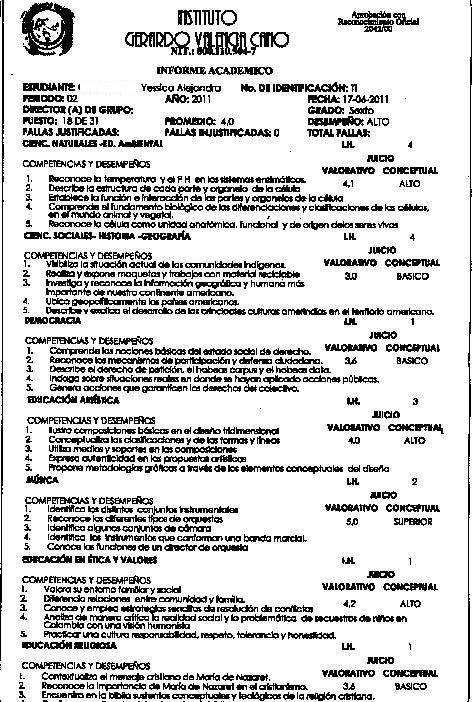 INSTITUTO
GERARDO VALENCIA CANO
Aprobación con
Reconocimiento Oficial
INFORME ACADEMICO
ESTUDIANTE: Yessica Alejandra No. DE IDENTIFICACIÓN: TI
PERIODO: 02 AÑO: 2011 FECHA: 17-06-2011
DIRECTOR (A) DE GRUPO: GRADO: Sexto
PUESTO: 18 DE 31 PROMEDIO: 4,0 DESEMPEÑO: ALTO
FALLAS JUSTIFICADAS: FALLAS INJUSTIFICADAS: 0 TOTAL FALLAS:
CIENC. NATURALES -ED. AMBIENTAL I.H. 4
JUICIO
COMPETENCIAS Y DESEMPEÑOS VALORATIVO CONCEPTUAL
1. Reconoce la temperatura y el P H en los sistemas enzimáticos. 4,1 ALTO
2. Describe la estructura de cada parte y organelo de la célula
3. Establece la función e interacción de las partes y organelos de la célula
4. Comprende el fundamento biológico de las diferenciaciones y clasificaciones de las células,
en el mundo animal y vegetal.
5. Reconoce la célula como unidad anatómica, funcional y de origen de los seres vivos
CIENC. SOCIALES- HISTORIA -GEOGRAFÍA I.H. 4
JUICIO
COMPETENCIAS Y DESEMPEÑOS VALORATIVO CONCEPTUAL
1. Visibiliza la situación actual de las comunidades indígenas.
2. Realiza y expone maquetas y trabajos con material reciclable 3,0 BASICO
3. Investiga y reconoce la información geográfica y humana más
importante de nuestro continente americano.
4. Ubica geopolíticamente los países americanos.
5. Describe y explica el desarrollo de las principales culturas amerindias en el territorio americano.
DEMOCRACIA I.H. 1
JUICIO
COMPETENCIAS Y DESEMPEÑOS VALORATIVO CONCEPTUAL
1. Comprende las nociones básicas del estado social de derecho.
2. Reconoce los mecanismos de participación y defensa ciudadana. 3,6 BASICO
3. Describe el derecho de petición, el habeas corpus y el habeas data.
4. Indaga sobre situaciones reales en donde se hayan aplicado acciones públicas.
5. Genera acciones que garanticen los derechos del colectivo.
EDUCACIÓN ARTÍSTICA I.H. 3
JUICIO
COMPETENCIAS Y DESEMPEÑOS VALORATIVO CONCEPTUAL
1. Ilustra composiciones básicas en el diseño tridimensional
2. Conceptualiza las clasificaciones y de las formas y líneas 4,0 ALTO
3. Utiliza medios y soportes en las composiciones
4. Expresa autenticidad en las propuestas artísticas
5. Propone metodologías gráficas a través de los elementos conceptuales del diseño
MÚSICA I.H. 2
JUICIO
COMPETENCIAS Y DESEMPEÑOS VALORATIVO CONCEPTUAL
1. Identifica los distintos conjuntos instrumentales
2. Reconoce los diferentes tipos de orquestas 5,0 SUPERIOR
3. Identifica algunos conjuntos de cámara
4. Identifica los instrumentos que conforman una banda marcial.
5. Conoce las funciones de un director de orquesta
EDUCACIÓN EN ÉTICA Y VALORES I.H. 1
JUICIO
COMPETENCIAS Y DESEMPEÑOS VALORATIVO CONCEPTUAL
1. Valora su entorno familiar y social
2. Diferencia relaciones entre comunidad y familia. 4,2 ALTO
3. Conoce y emplea estrategias sencillas de resolución de conflictos
4. Analiza de manera crítica la realidad social y la problemática de secuestros de niños en
Colombia con una visión humanista
5. Practicar una cultura responsabilidad, respeto, tolerancia y honestidad.
EDUCACIÓN RELIGIOSA I.H. 1
JUICIO
COMPETENCIAS Y DESEMPEÑOS VALORATIVO CONCEPTUAL
1. Contextualiza el mensaje cristiano de María de Nazaret.
2. Reconoce la importancia de María de Nazaret en el cristianismo. 3,6 BASICO
3. Encuentra en la biblia sustentos conceptuales y teológicos de la religión cristiana.